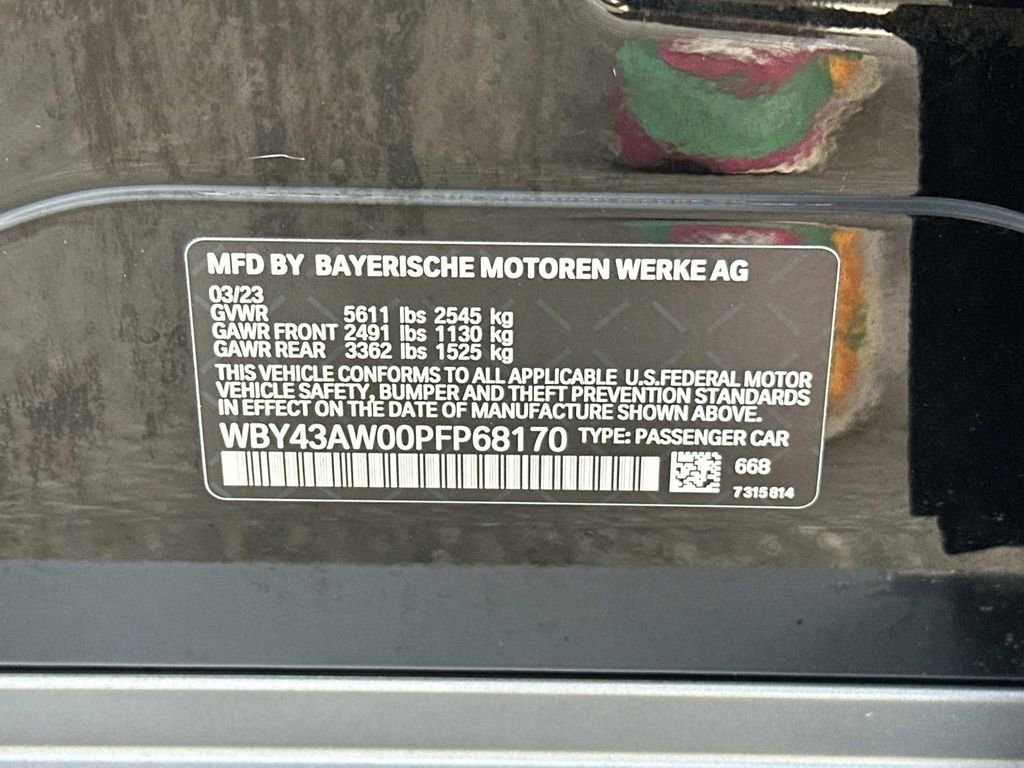 MFD BY BAYERISCHE MOTOREN WERKE AG
03/23
GVWR 5611 lbs 2545 kg
GAWR FRONT 2491 lbs 1130 kg
GAWR REAR 3362 lbs 1525 kg
THIS VEHICLE CONFORMS TO ALL APPLICABLE U.S.FEDERAL MOTOR
VEHICLE SAFETY, BUMPER AND THEFT PREVENTION STANDARDS
IN EFFECT ON THE DATE OF MANUFACTURE SHOWN ABOVE.
WBY43AW00PFP68170 TYPE: PASSENGER CAR
668
7315814